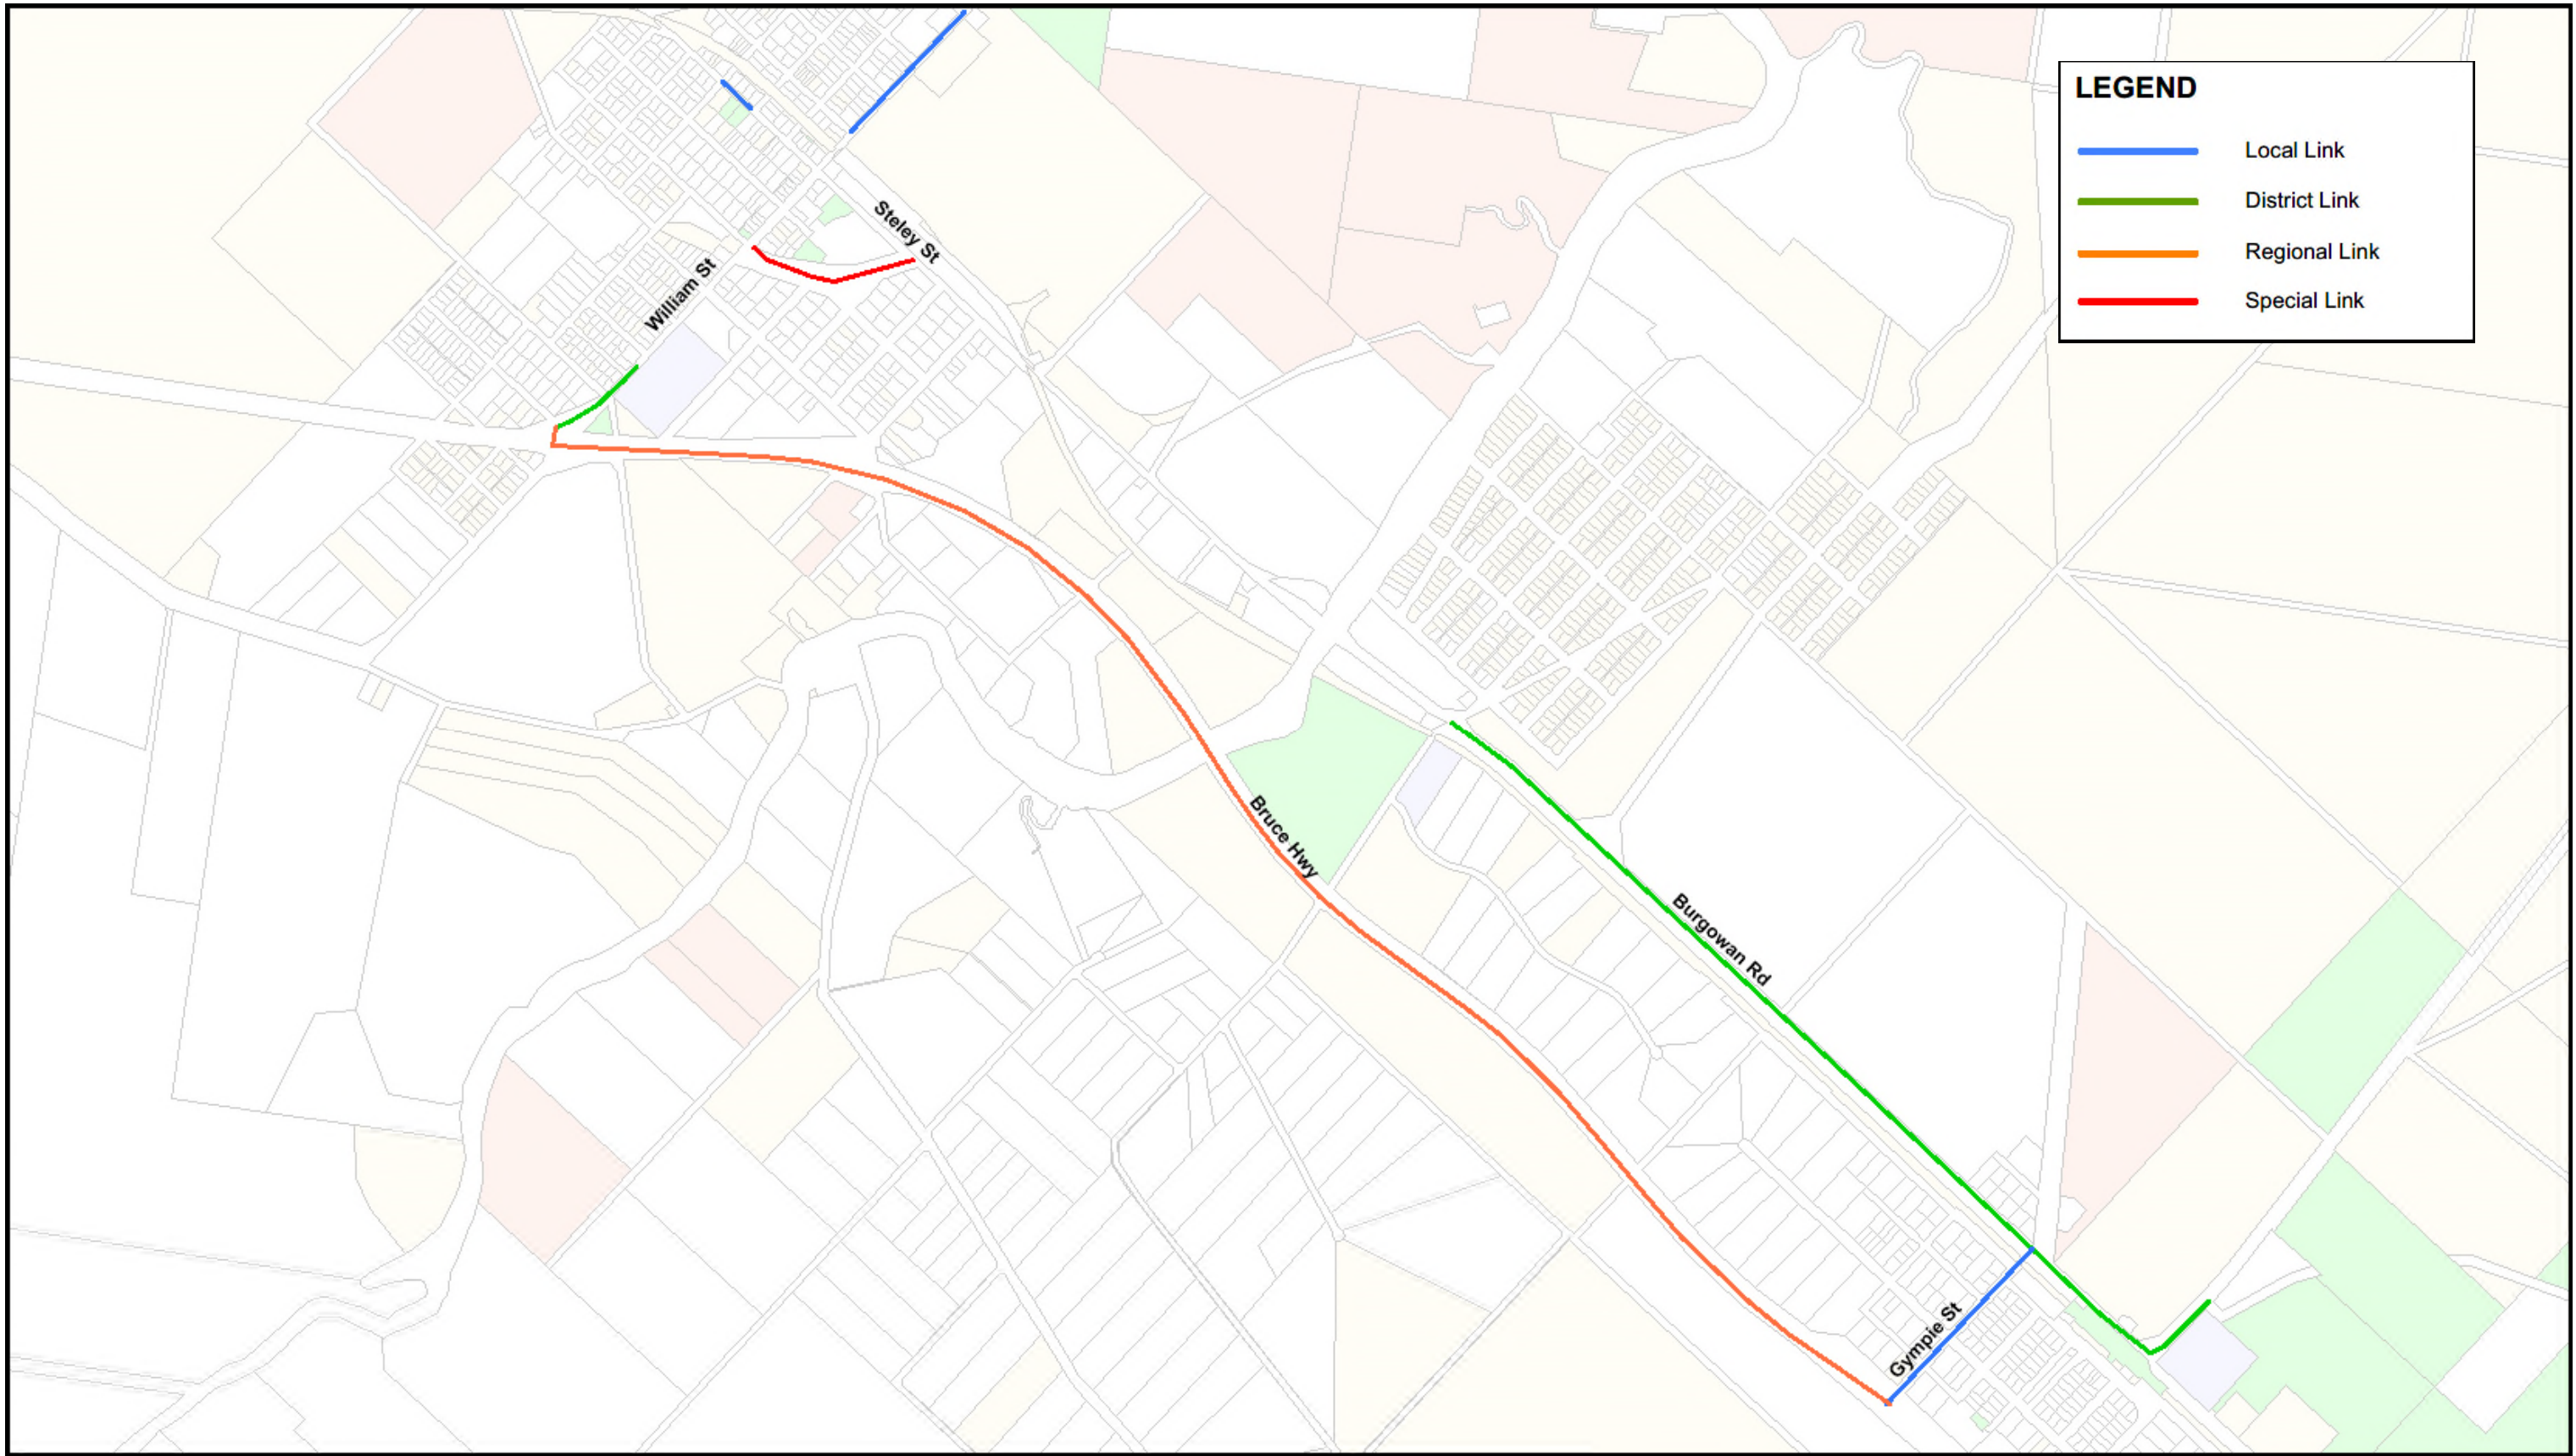 LEGEND
Local Link
District Link
Regional Link
Special Link
Steley St
William St
Bruce Hwy
Burgowan Rd
Gympie St